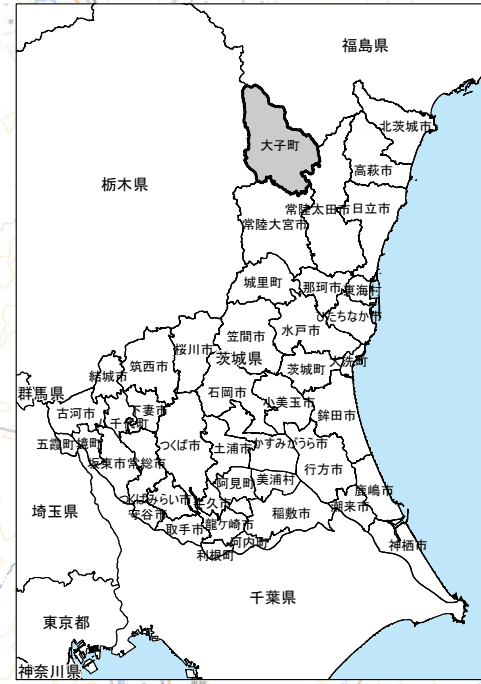 福島県
北茨城市
大子町
高萩市
栃木県
常陸太田市
日立市
常陸大宮市
城里町
那珂市
東海村
ひたちなか市
水戸市
笠間市
桜川市
茨城県
大洗町
筑西市
茨城町
結城市
群馬県
石岡市
小美玉市
古河市
下妻市
八千代町
鉾田市
五霞町
境町
つくば市
土浦市
かすみがうら市
坂東市
常総市
行方市
阿見町
美浦村
鹿嶋市
つくばみらい市
牛久市
潮来市
埼玉県
守谷市
稲敷市
取手市
龍ケ崎市
河内町
神栖市
利根町
千葉県
東京都
神奈川県